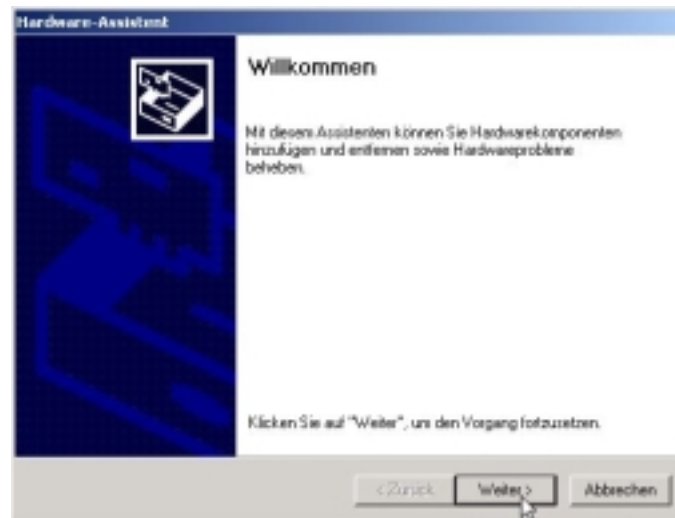 Hardware-Assistent
Willkommen
Mit diesem Assistenten können Sie Hardwarekomponenten
hinzufügen und entfernen sowie Hardwareprobleme
beheben.
Klicken Sie auf "Weiter", um den Vorgang fortzusetzen.
< Zurück Weiter > Abbrechen